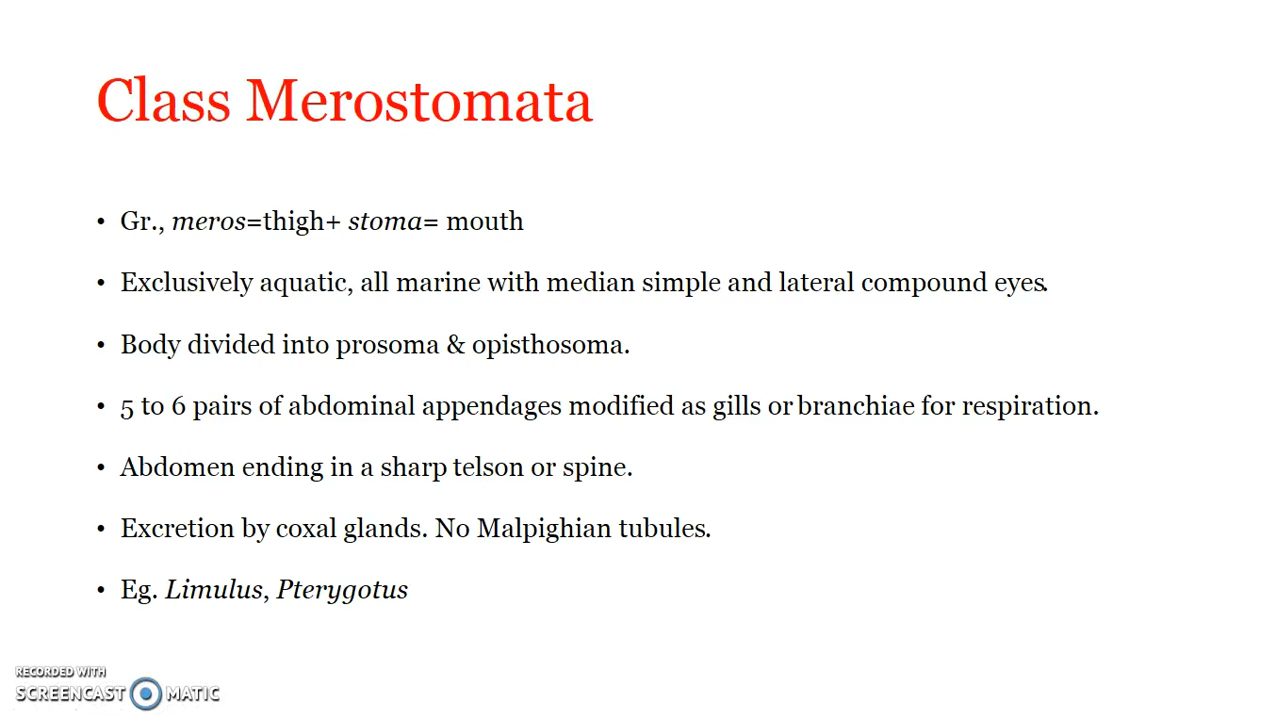 Class Merostomata
• Gr., meros=thigh+ stoma= mouth
• Exclusively aquatic, all marine with median simple and lateral compound eyes.
• Body divided into prosoma & opisthosoma.
• 5 to 6 pairs of abdominal appendages modified as gills or branchiae for respiration.
• Abdomen ending in a sharp telson or spine.
• Excretion by coxal glands. No Malpighian tubules.
• Eg. Limulus, Pterygotus
RECORDED WITH
SCREENCAST MATIC